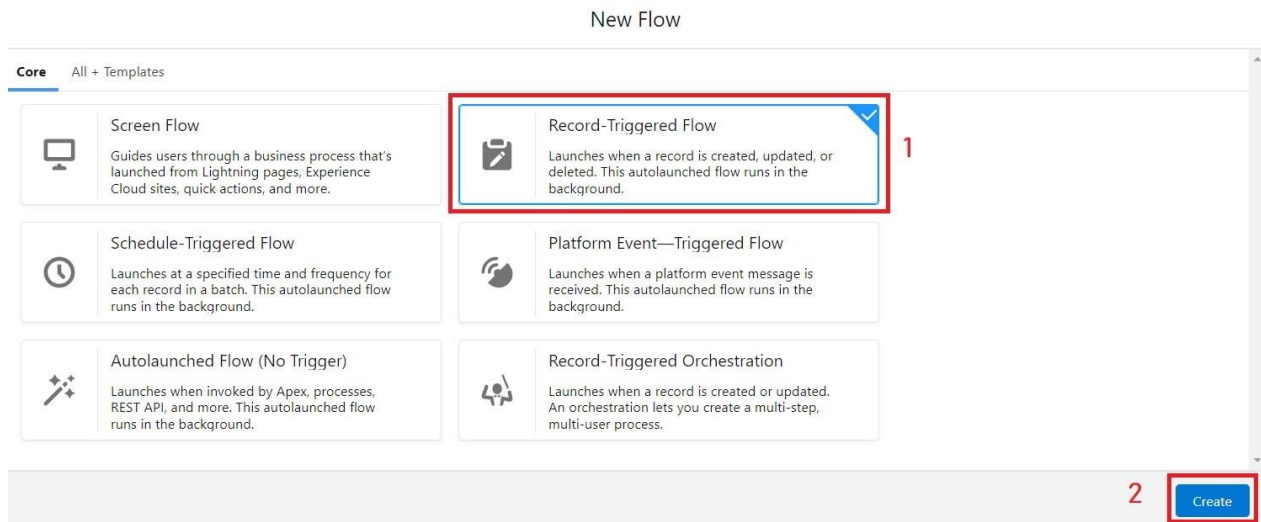 New Flow
Core All + Templates
Screen Flow
Guides users through a business process that's
launched from Lightning pages, Experience
Cloud sites, quick actions, and more.
Record-Triggered Flow
Launches when a record is created, updated, or
deleted. This autolaunched flow runs in the
background.
1
Schedule-Triggered Flow
Launches at a specified time and frequency for
each record in a batch. This autolaunched flow
runs in the background.
Platform Event—Triggered Flow
Launches when a platform event message is
received. This autolaunched flow runs in the
background.
Autolaunched Flow (No Trigger)
Launches when invoked by Apex, processes,
REST API, and more. This autolaunched flow
runs in the background.
Record-Triggered Orchestration
Launches when a record is created or updated.
An orchestration lets you create a multi-step,
multi-user process.
2
Create